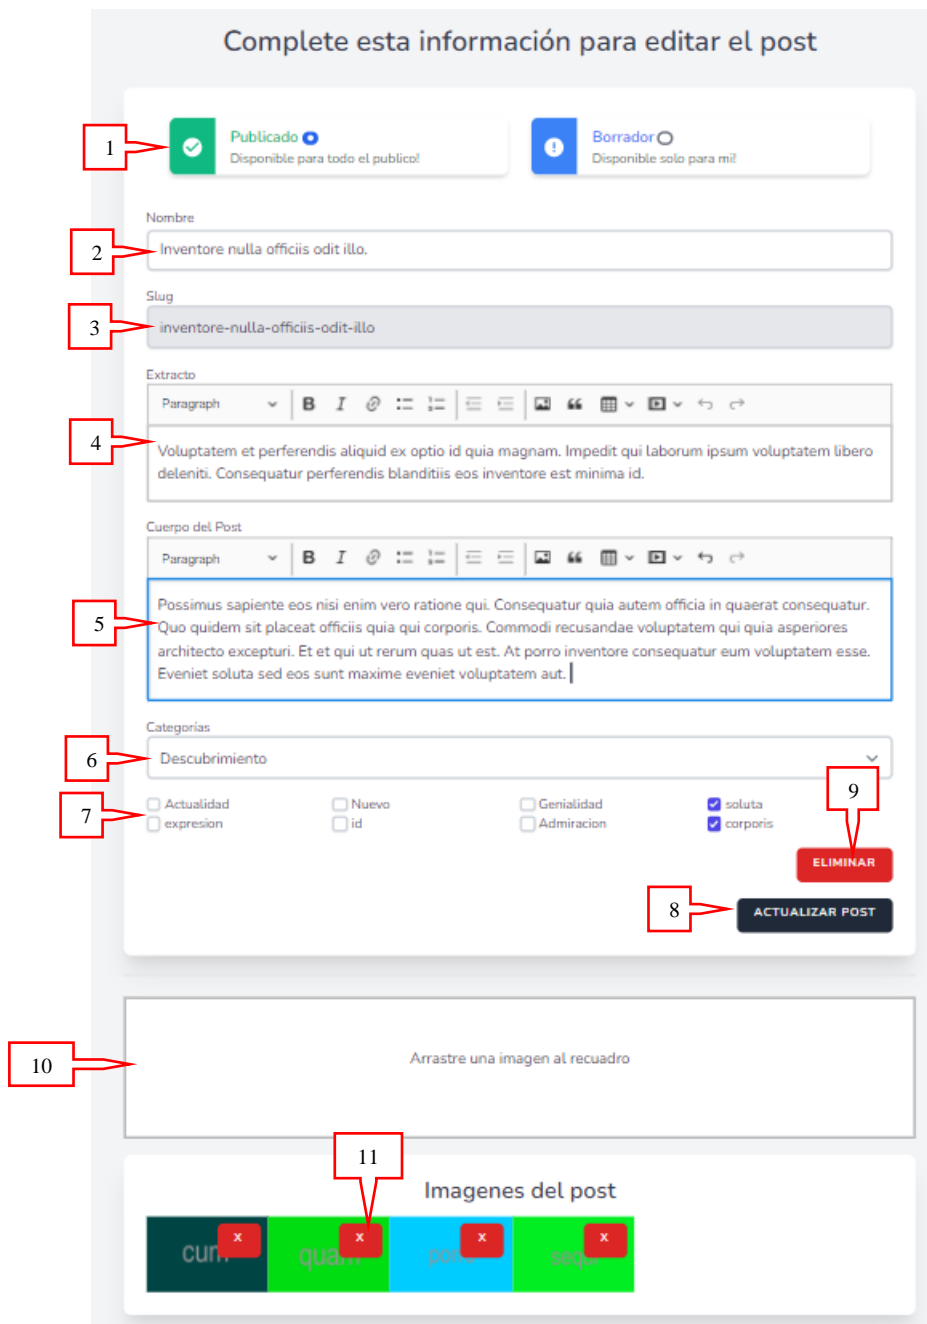 Complete esta información para editar el post
1
Publicado
Disponible para todo el publico!
Borrador
Disponible solo para mi!
Nombre
2
Inventore nulla officiis odit illo.
Slug
3
inventore-nulla-officiis-odit-illo
Extracto
Paragraph
4
Voluptatem et perferendis aliquid ex optio id quia magnam. Impedit qui laborum ipsum voluptatem libero
deleniti. Consequatur perferendis blanditiis eos inventore est minima id.
Cuerpo del Post
Paragraph
5
Possimus sapiente eos nisi enim vero ratione qui. Consequatur quia autem officia in quaerat consequatur.
Quo quidem sit placeat officiis quia qui corporis. Commodi recusandae voluptatem qui quia asperiores
architecto excepturi. Et et qui ut rerum quas ut est. At porro inventore consequatur eum voluptatem esse.
Eveniet soluta sed eos sunt maxime eveniet voluptatem aut.
Categorías
6
Descubrimiento
9
7
Actualidad
Nuevo
Genialidad
soluta
expresion
id
Admiracion
corporis
ELIMINAR
8
ACTUALIZAR POST
10
Arrastre una imagen al recuadro
11
Imagenes del post
cum
X
quam
X
X
X